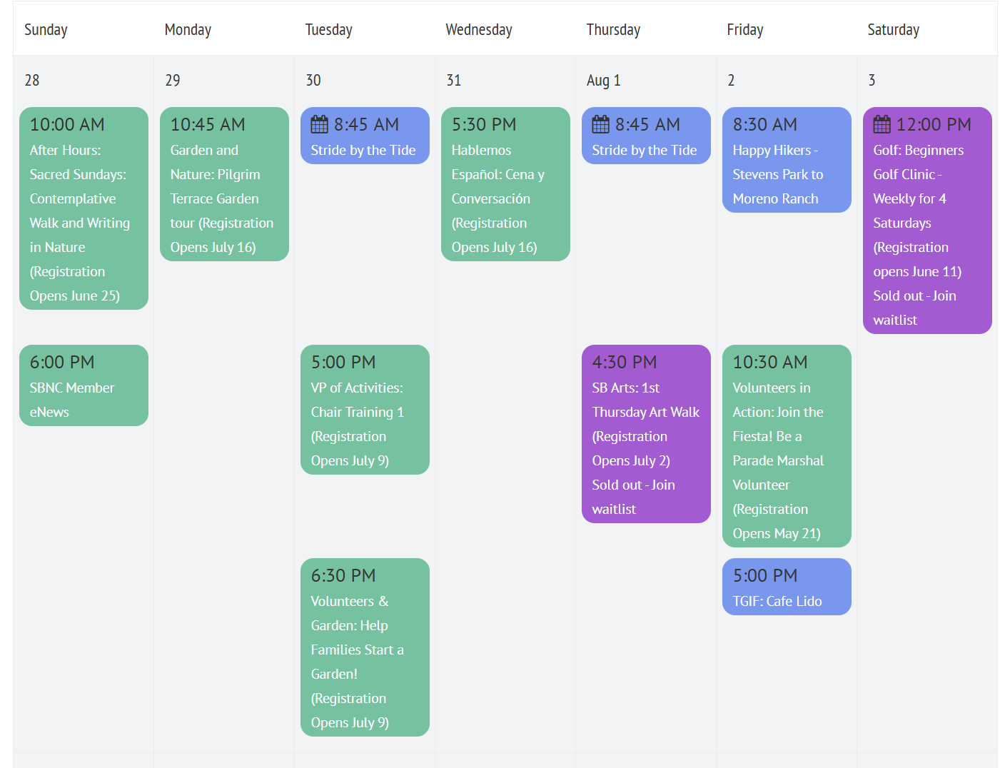 Sunday
Monday
Tuesday
Wednesday
Thursday
Friday
Saturday
28
29
30
31
Aug 1
2
3
10:00 AM
After Hours:
Sacred Sundays:
Contemplative
Walk and Writing
in Nature
(Registration
Opens June 25)
10:45 AM
Garden and
Nature: Pilgrim
Terrace Garden
tour (Registration
Opens July 16)
8:45 AM
Stride by the Tide
5:30 PM
Hablemos
Español: Cena y
Conversación
(Registration
Opens July 16)
8:45 AM
Stride by the Tide
8:30 AM
Happy Hikers -
Stevens Park to
Moreno Ranch
12:00 PM
Golf: Beginners
Golf Clinic -
Weekly for 4
Saturdays
(Registration
opens June 11)
Sold out - Join
waitlist
6:00 PM
SBNC Member
eNews
5:00 PM
VP of Activities:
Chair Training 1
(Registration
Opens July 9)
4:30 PM
SB Arts: 1st
Thursday Art Walk
(Registration
Opens July 2)
Sold out - Join
waitlist
10:30 AM
Volunteers in
Action: Join the
Fiesta! Be a
Parade Marshal
Volunteer
(Registration
Opens May 21)
6:30 PM
Volunteers &
Garden: Help
Families Start a
Garden!
(Registration
Opens July 9)
5:00 PM
TGIF: Cafe Lido